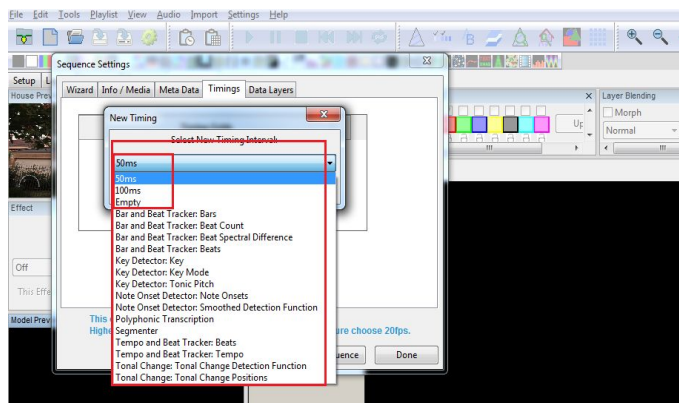 File Edit Tools Playlist View Audio Import Settings Help
Sequence Settings
Setup L
House Prev
Wizard Info / Media Meta Data Timings Data Layers
Layer Blending
Morph
Normal
New Timing
Select New Timing Interval:
50ms
50ms
100ms
Empty
Bar and Beat Tracker: Bars
Bar and Beat Tracker: Beat Count
Bar and Beat Tracker: Beat Spectral Difference
Bar and Beat Tracker: Beats
Key Detector: Key
Key Detector: Key Mode
Key Detector: Tonic Pitch
Note Onset Detector: Note Onsets
Note Onset Detector: Smoothed Detection Function
Polyphonic Transcription
Segmenter
Tempo and Beat Tracker: Beats
Tempo and Beat Tracker: Tempo
Tonal Change: Tonal Change Detection Function
Tonal Change: Tonal Change Positions
Effect
Off
This Effe
Model Prev
This
Highe
ure choose 20fps.
uence Done
Up